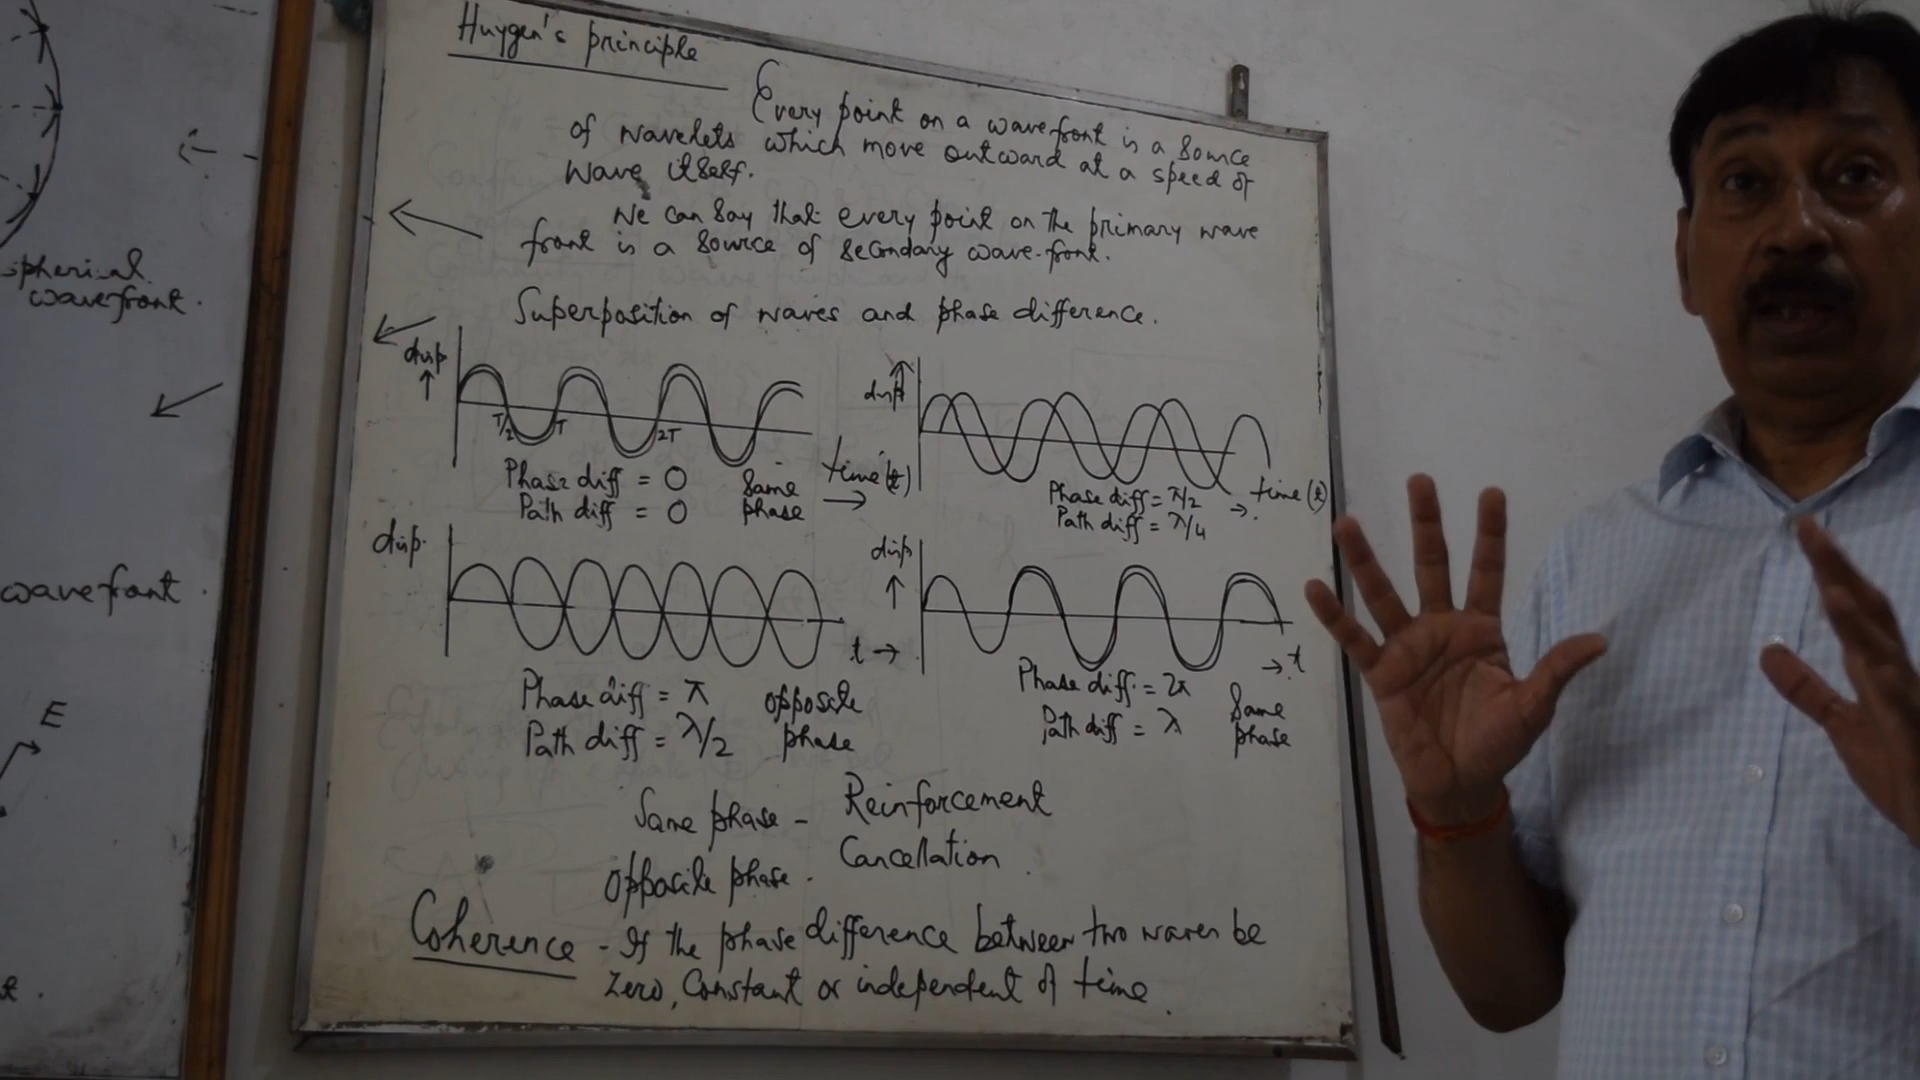 Huygen's principle
Every point on a wavefront is a source
of wavelets which move outward at a speed of
wave itself.
We can say that every point on the primary wave
front is a source of secondary wave-front.
Superposition of waves and phase difference.
disp
T/2
T
2T
time (t)
Phase diff = 0
Path diff = 0
Same
phase
disp
time (t)
Phase diff = π/2
Path diff = λ/4
disp.
t
Phase diff = π
Path diff = λ/2
opposite
phase
disp
t
Phase diff. = 2π
Path diff = λ
Same
phase
Same phase - Reinforcement
Opposite phase. Cancellation
Coherence - If the phase difference between two waves be
zero, Constant or independent of time
spherical
wavefront.
wavefront.
E